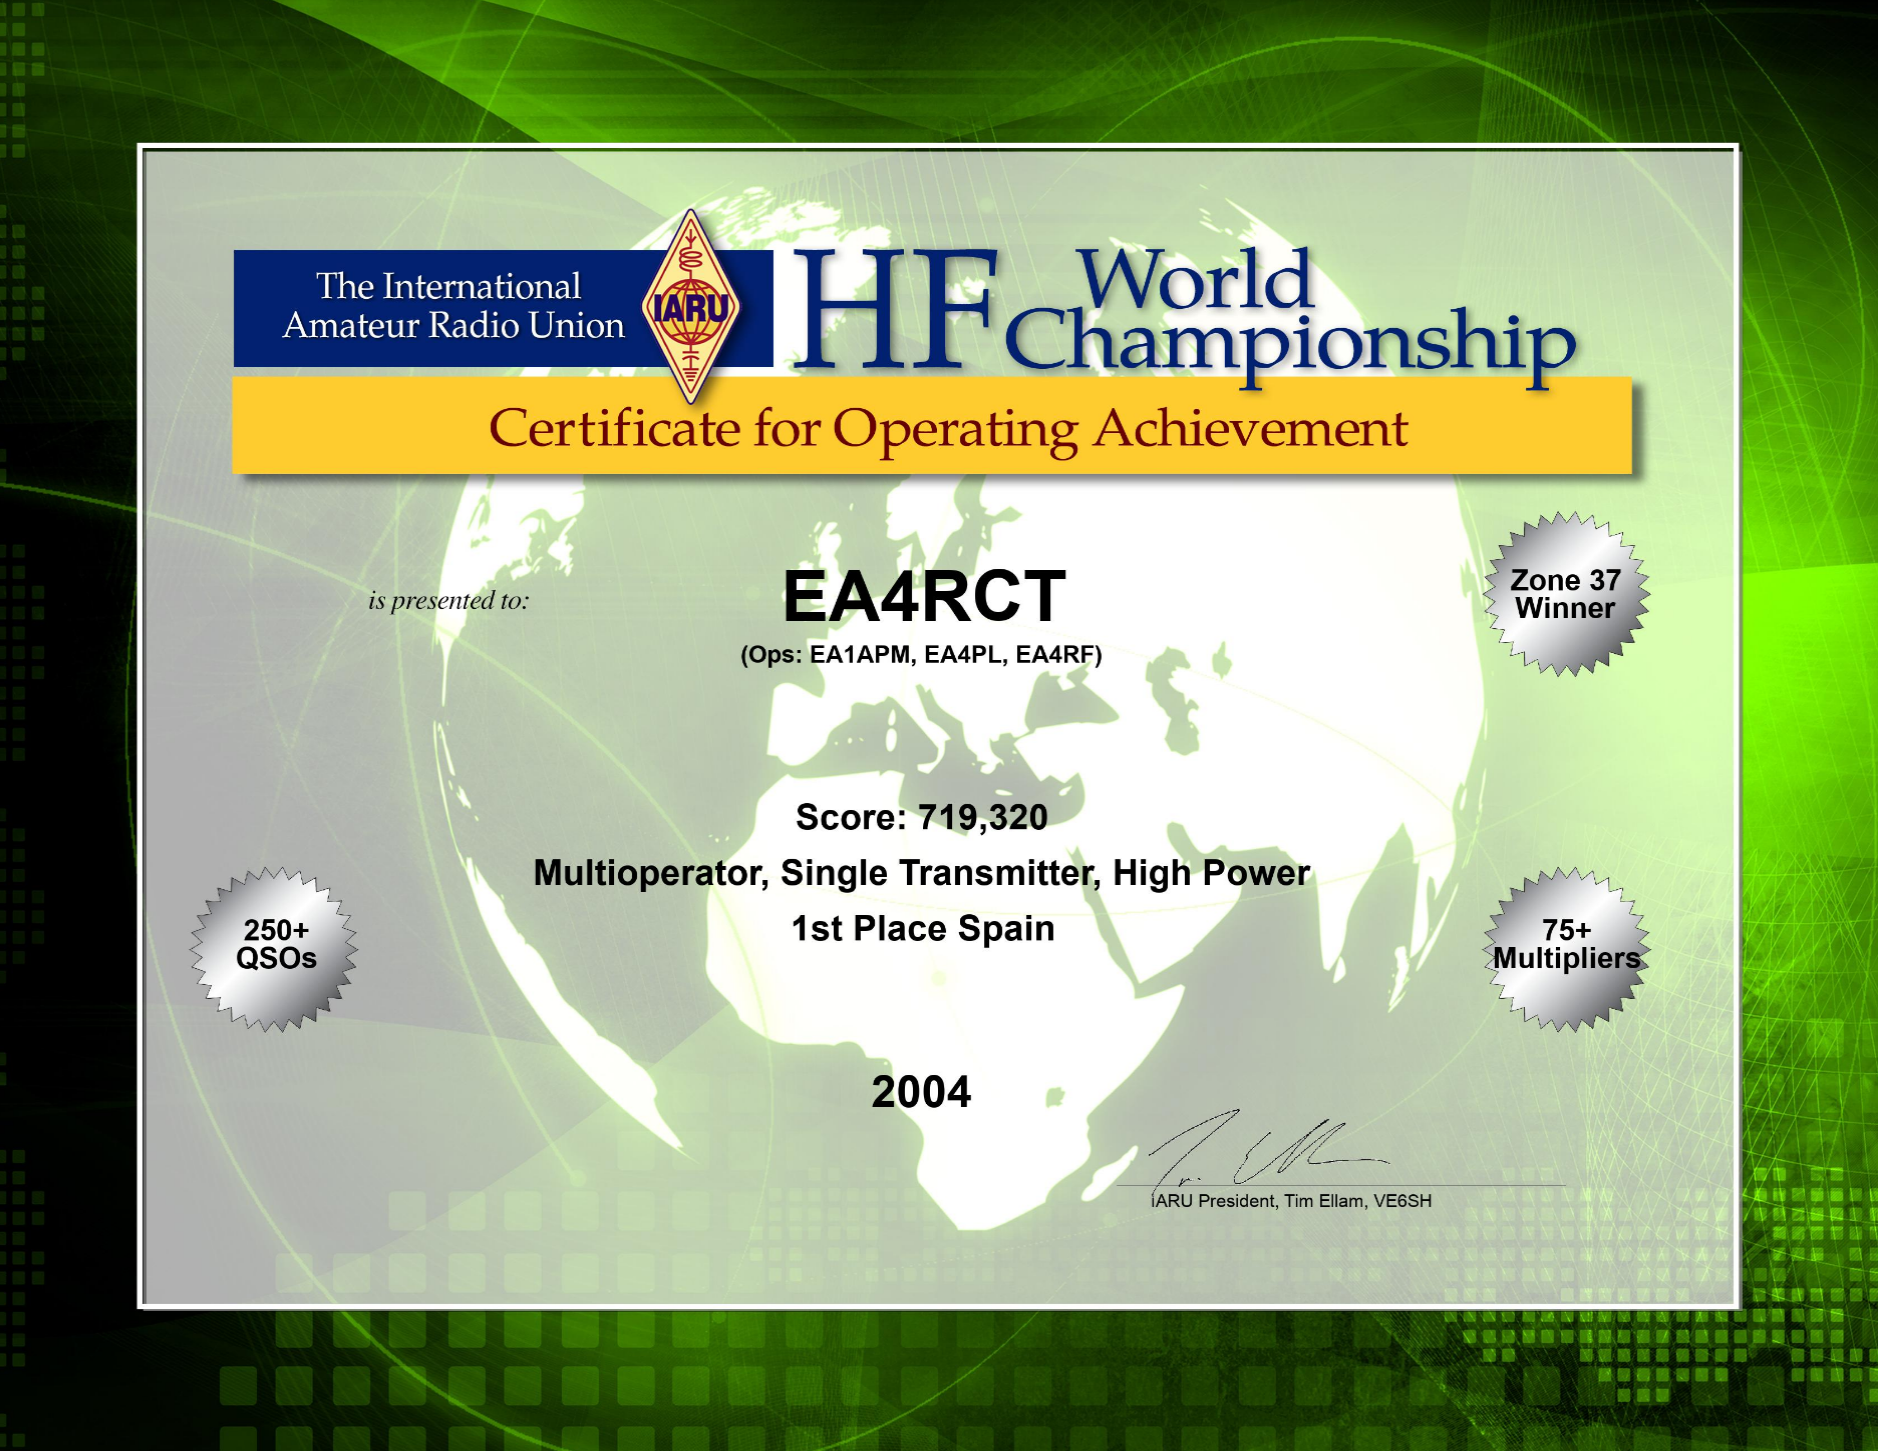 The International
Amateur Radio Union
IARU
HF World
Championship
Certificate for Operating Achievement
is presented to:
EA4RCT
(Ops: EA1APM, EA4PL, EA4RF)
Zone 37
Winner
Score: 719,320
Multioperator, Single Transmitter, High Power
1st Place Spain
250+
QSOs
75+
Multipliers
2004
IARU President, Tim Ellam, VE6SH